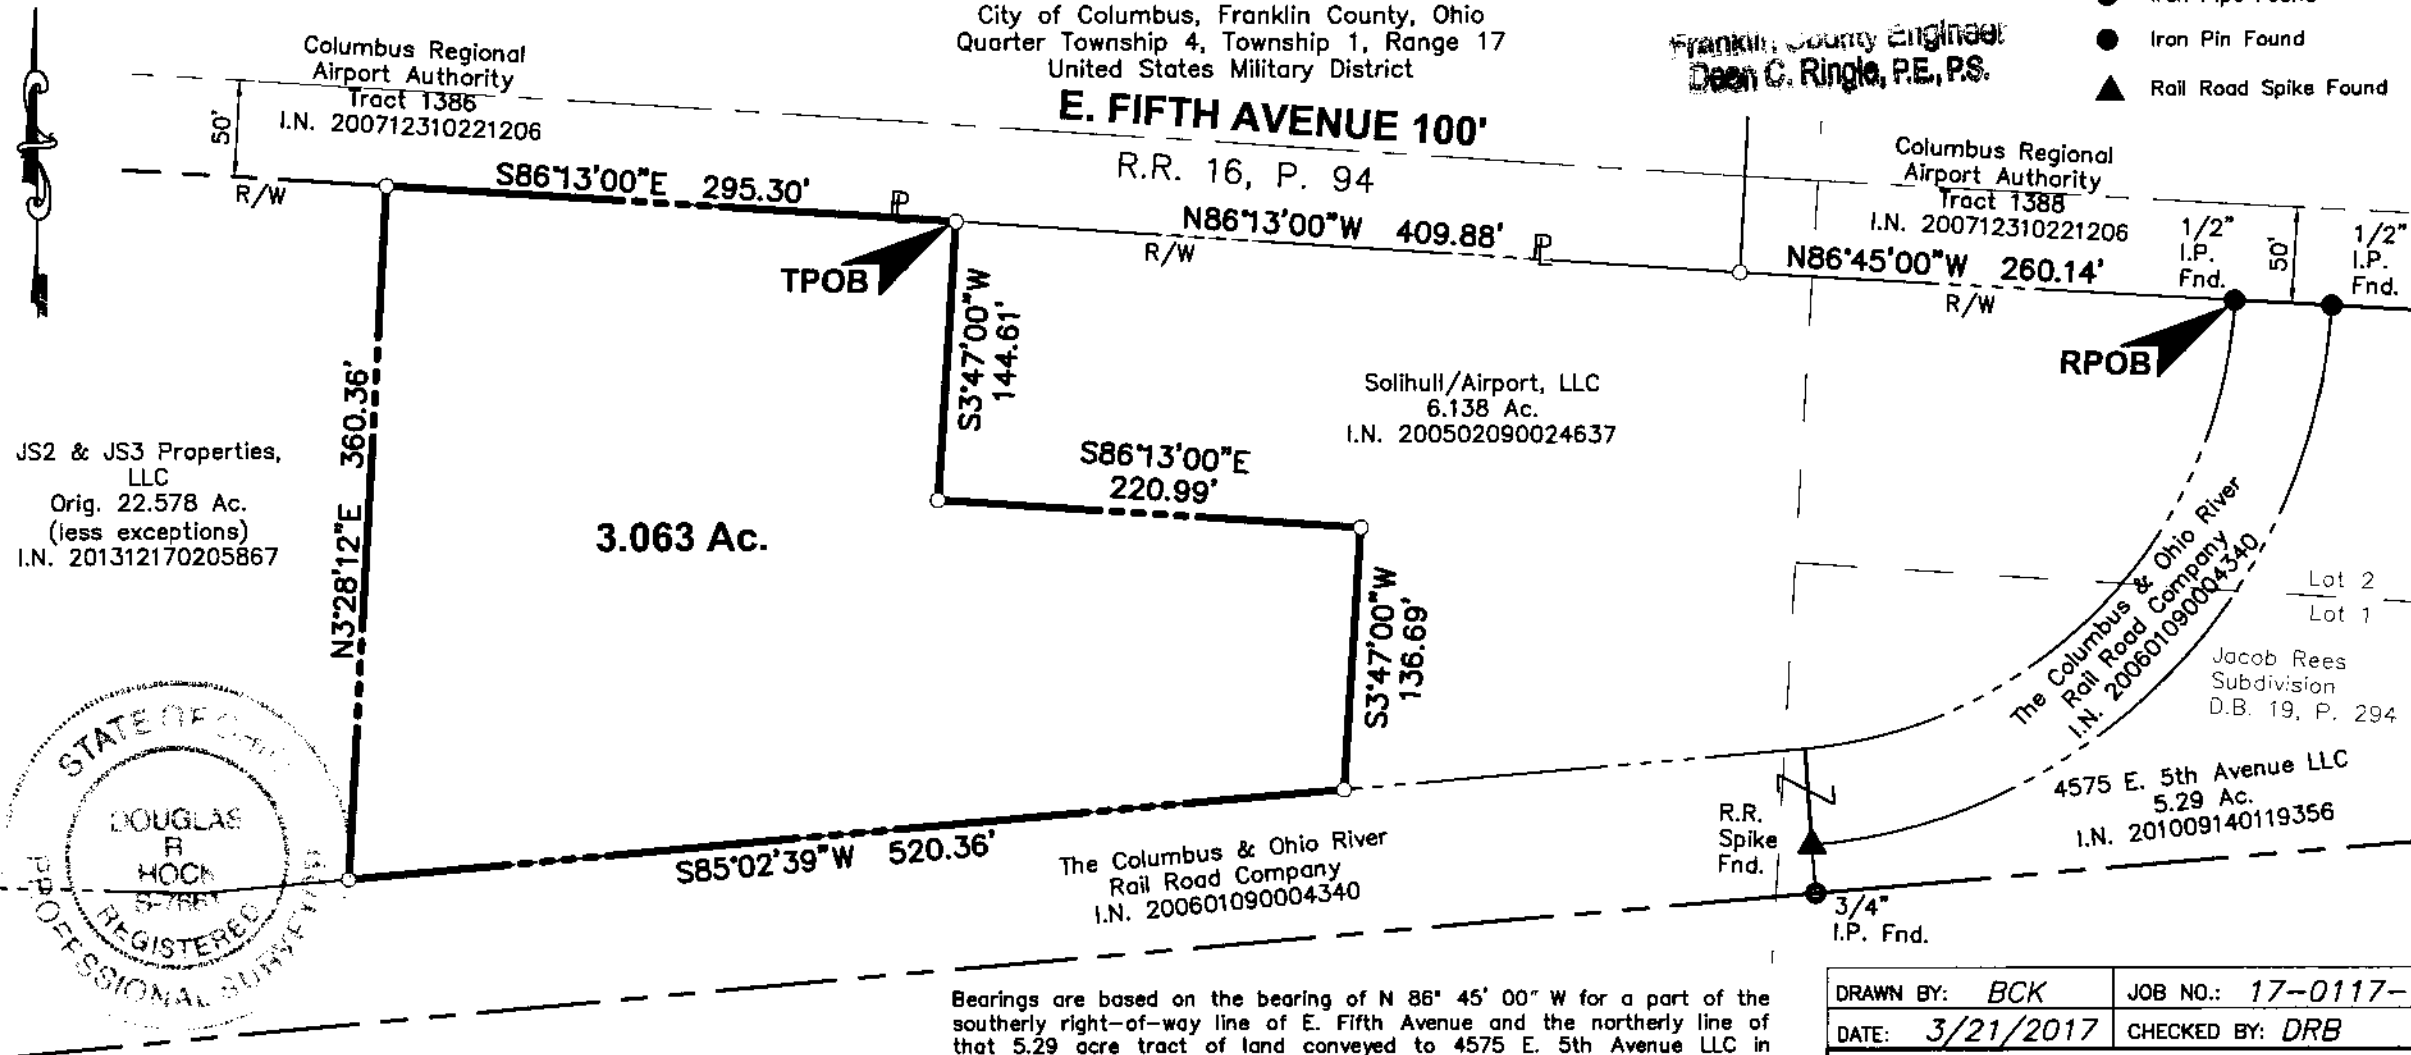 City of Columbus, Franklin County, Ohio
Quarter Township 4, Township 1, Range 17
United States Military District
E. FIFTH AVENUE 100'
R.R. 16, P. 94
Franklin County Engineer
Dean C. Ringle, P.E., P.S.
Iron Pipe Found
Iron Pin Found
Rail Road Spike Found
Columbus Regional
Airport Authority
Tract 1386
I.N. 200712310221206
50'
R/W
S86°13'00"E 295.30'
TPOB
N86°13'00"W 409.88'
R/W
Columbus Regional
Airport Authority
Tract 1388
I.N. 200712310221206
N86°45'00"W 260.14'
R/W
1/2"
I.P.
Fnd.
50'
1/2"
I.P.
Fnd.
RPOB
S3°47'00"W
144.61'
Solihull/Airport, LLC
6.138 Ac.
I.N. 200502090024637
S86°13'00"E
220.99'
JS2 & JS3 Properties,
LLC
Orig. 22.578 Ac.
(less exceptions)
I.N. 201312170205867
N3°28'12"E 360.36'
3.063 Ac.
S3°47'00"W
136.69'
The Columbus & Ohio River
Rail Road Company
I.N. 200601090004340
Lot 2
Lot 1
Jacob Rees
Subdivision
D.B. 19, P. 294
4575 E. 5th Avenue LLC
5.29 Ac.
I.N. 201009140119356
R.R.
Spike
Fnd.
3/4"
I.P. Fnd.
S85°02'39"W 520.36'
The Columbus & Ohio River
Rail Road Company
I.N. 200601090004340
STATE OF
DOUGLAS
R
HOCK
REGISTERED
PROFESSIONAL SURVEYOR
Bearings are based on the bearing of N 86° 45' 00" W for a part of the
southerly right-of-way line of E. Fifth Avenue and the northerly line of
that 5.29 acre tract of land conveyed to 4575 E. 5th Avenue LLC in
DRAWN BY: BCK
JOB NO.: 17-0117-
DATE: 3/21/2017
CHECKED BY: DRB